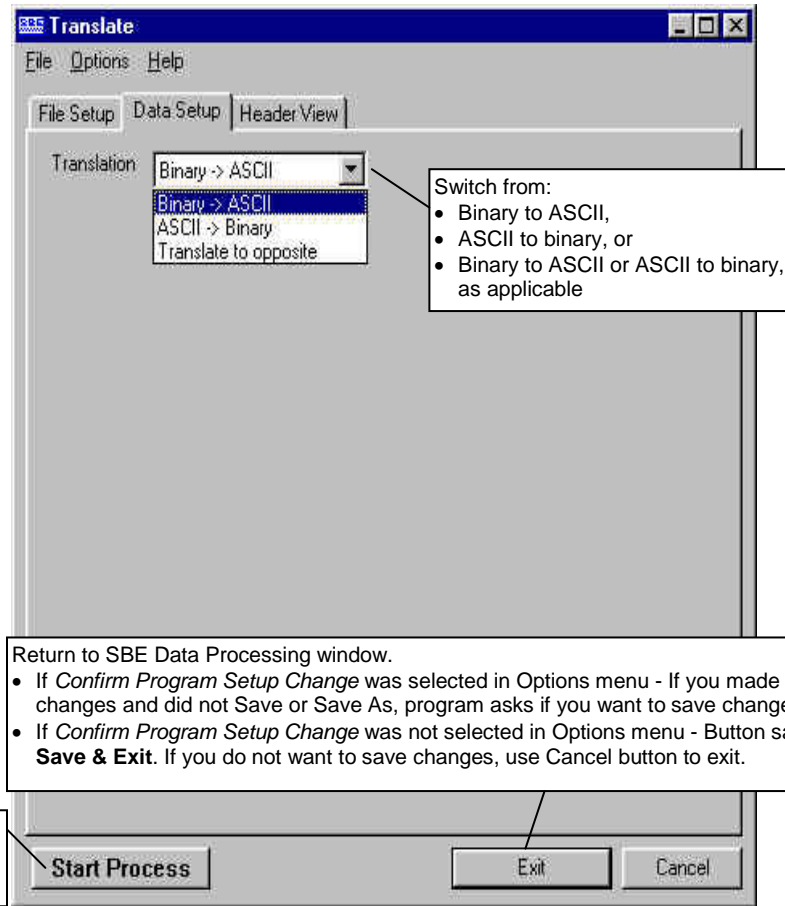 SBE Translate
File Options Help
File Setup Data Setup Header View
Translation Binary -> ASCII
Binary -> ASCII
ASCII -> Binary
Translate to opposite
Switch from:
• Binary to ASCII,
• ASCII to binary, or
• Binary to ASCII or ASCII to binary,
as applicable
Return to SBE Data Processing window.
• If Confirm Program Setup Change was selected in Options menu - If you made
changes and did not Save or Save As, program asks if you want to save change
• If Confirm Program Setup Change was not selected in Options menu - Button sa
Save & Exit. If you do not want to save changes, use Cancel button to exit.
Start Process Exit Cancel